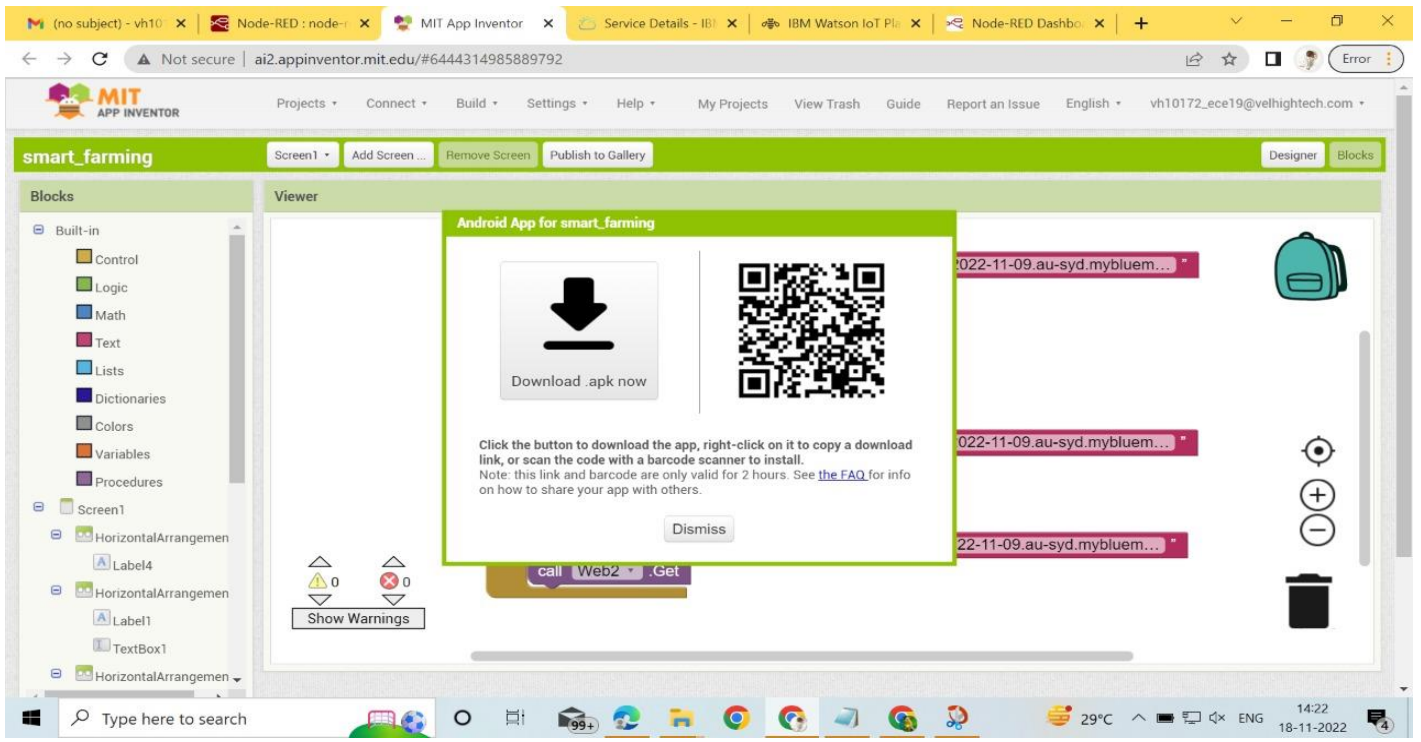 (no subject) - vh10
Node-RED : node-r
MIT App Inventor
Service Details - IB
IBM Watson IoT Pla
Node-RED Dashbo
Not secure
ai2.appinventor.mit.edu/#6444314985889792
Error
MIT
APP INVENTOR
Projects
Connect
Build
Settings
Help
My Projects
View Trash
Guide
Report an Issue
English
vh10172_ece19@velhightech.com
smart_farming
Screen1
Add Screen ...
Remove Screen
Publish to Gallery
Designer
Blocks
Blocks
Viewer
Built-in
Control
Logic
Math
Text
Lists
Dictionaries
Colors
Variables
Procedures
Screen1
HorizontalArrangemen
Label4
HorizontalArrangemen
Label1
TextBox1
HorizontalArrangemen
Android App for smart_farming
Download .apk now
Click the button to download the app, right-click on it to copy a download
link, or scan the code with a barcode scanner to install.
Note: this link and barcode are only valid for 2 hours. See the FAQ for info
on how to share your app with others.
Dismiss
2022-11-09.au-syd.mybluem... "
022-11-09.au-syd.mybluem... "
22-11-09.au-syd.mybluem... "
call Web2 .Get
0
0
Show Warnings
Type here to search
99+
29°C
ENG
14:22
18-11-2022
4